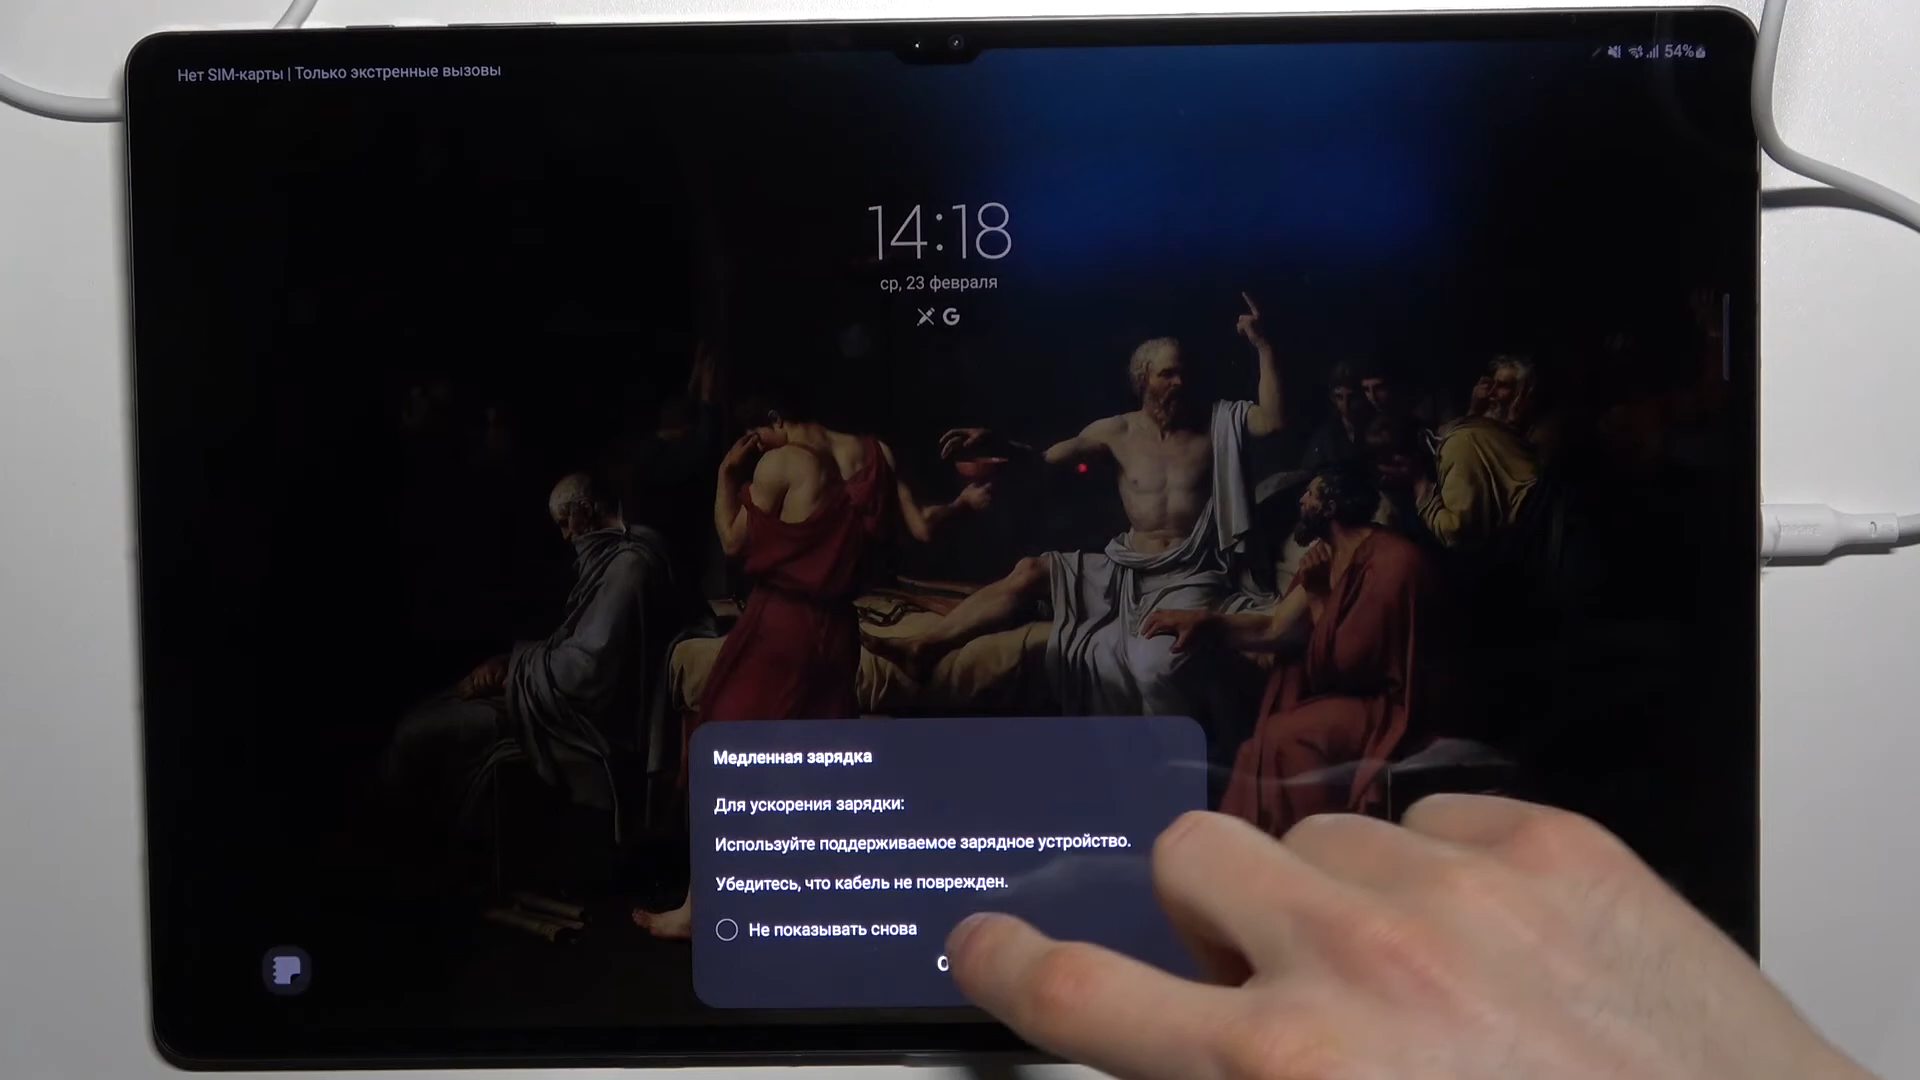 Нет SIM-карты | Только экстренные вызовы
54%
14:18
ср, 23 февраля
G
Медленная зарядка
Для ускорения зарядки:
Используйте поддерживаемое зарядное устройство.
Убедитесь, что кабель не поврежден.
Не показывать снова